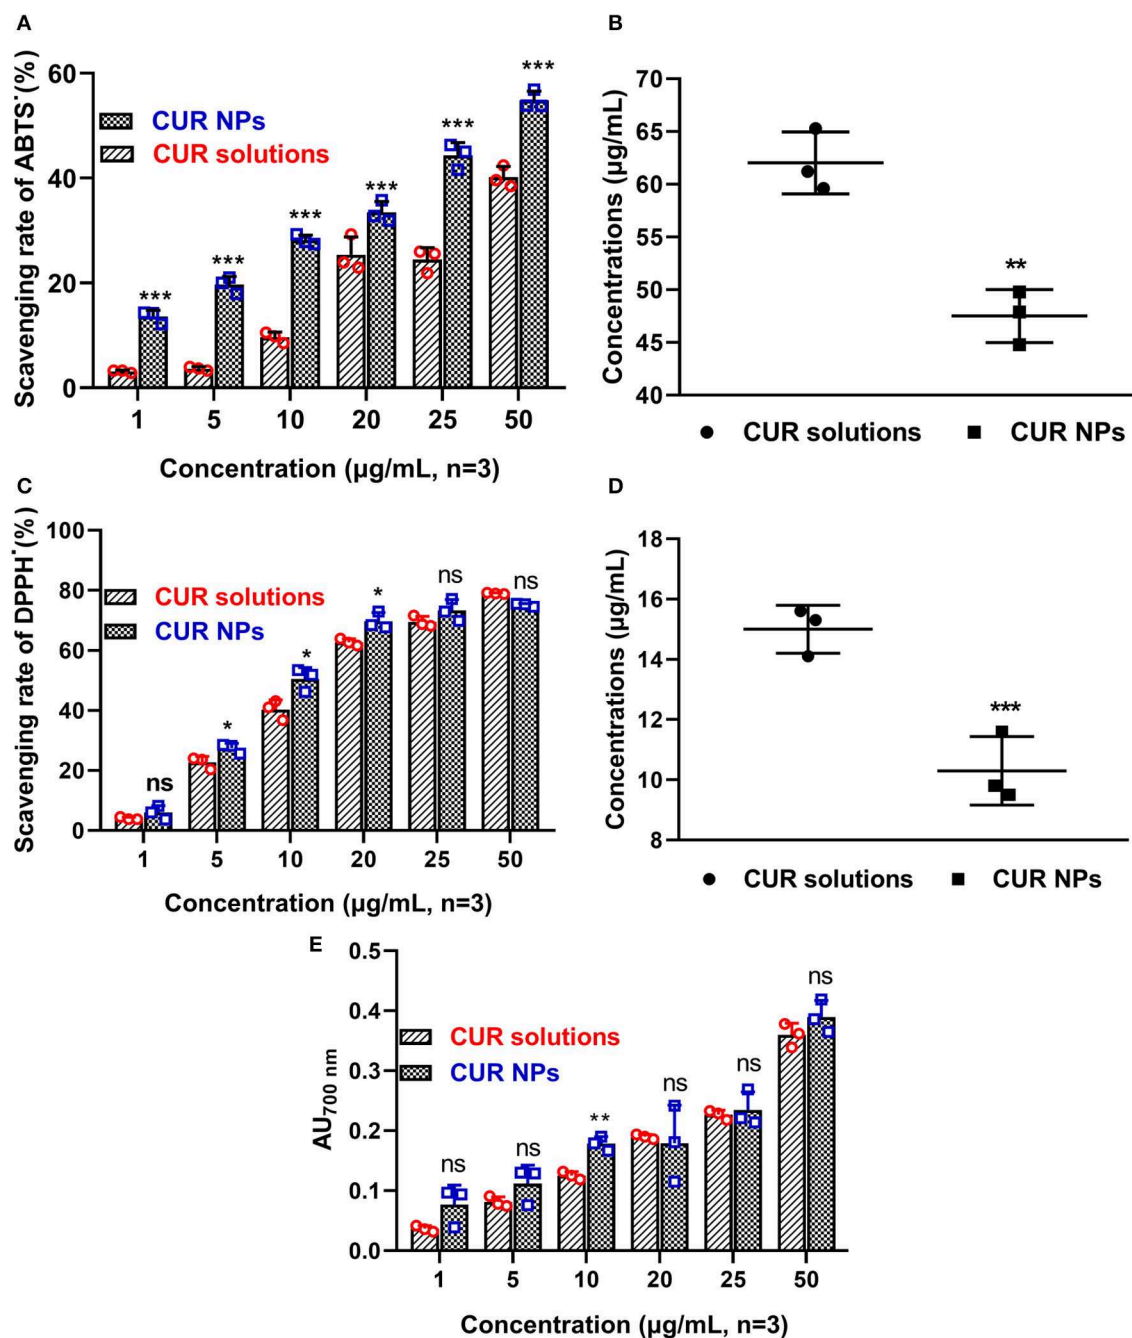 A
Scavenging rate of ABTS·(%)
60
40
20
0
CUR NPs
CUR solutions
***
***
***
***
***
***
1 5 10 20 25 50
Concentration (μg/mL, n=3)
B
Concentrations (μg/mL)
70
65
60
55
50
45
40
**
CUR solutions CUR NPs
C
Scavenging rate of DPPH·(%)
100
80
60
40
20
0
CUR solutions
CUR NPs
ns
*
*
*
ns
ns
1 5 10 20 25 50
Concentration (μg/mL, n=3)
D
Concentrations (μg/mL)
18
16
14
12
10
8
***
CUR solutions CUR NPs
E
AU700 nm
0.5
0.4
0.3
0.2
0.1
0.0
CUR solutions
CUR NPs
ns
ns
**
ns
ns
ns
1 5 10 20 25 50
Concentration (μg/mL, n=3)